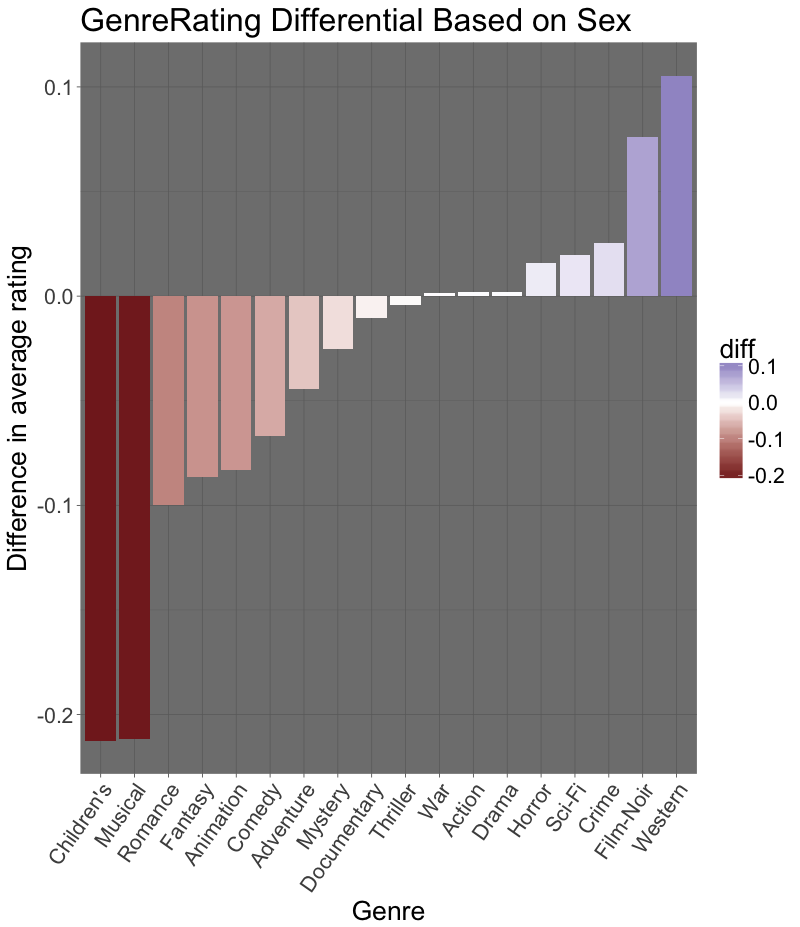 GenreRating Differential Based on Sex
Difference in average rating
0.1
0.0
-0.1
-0.2
Children's
Musical
Romance
Fantasy
Animation
Comedy
Adventure
Mystery
Documentary
Thriller
War
Action
Drama
Horror
Sci-Fi
Crime
Film-Noir
Western
Genre
diff
0.1
0.0
-0.1
-0.2